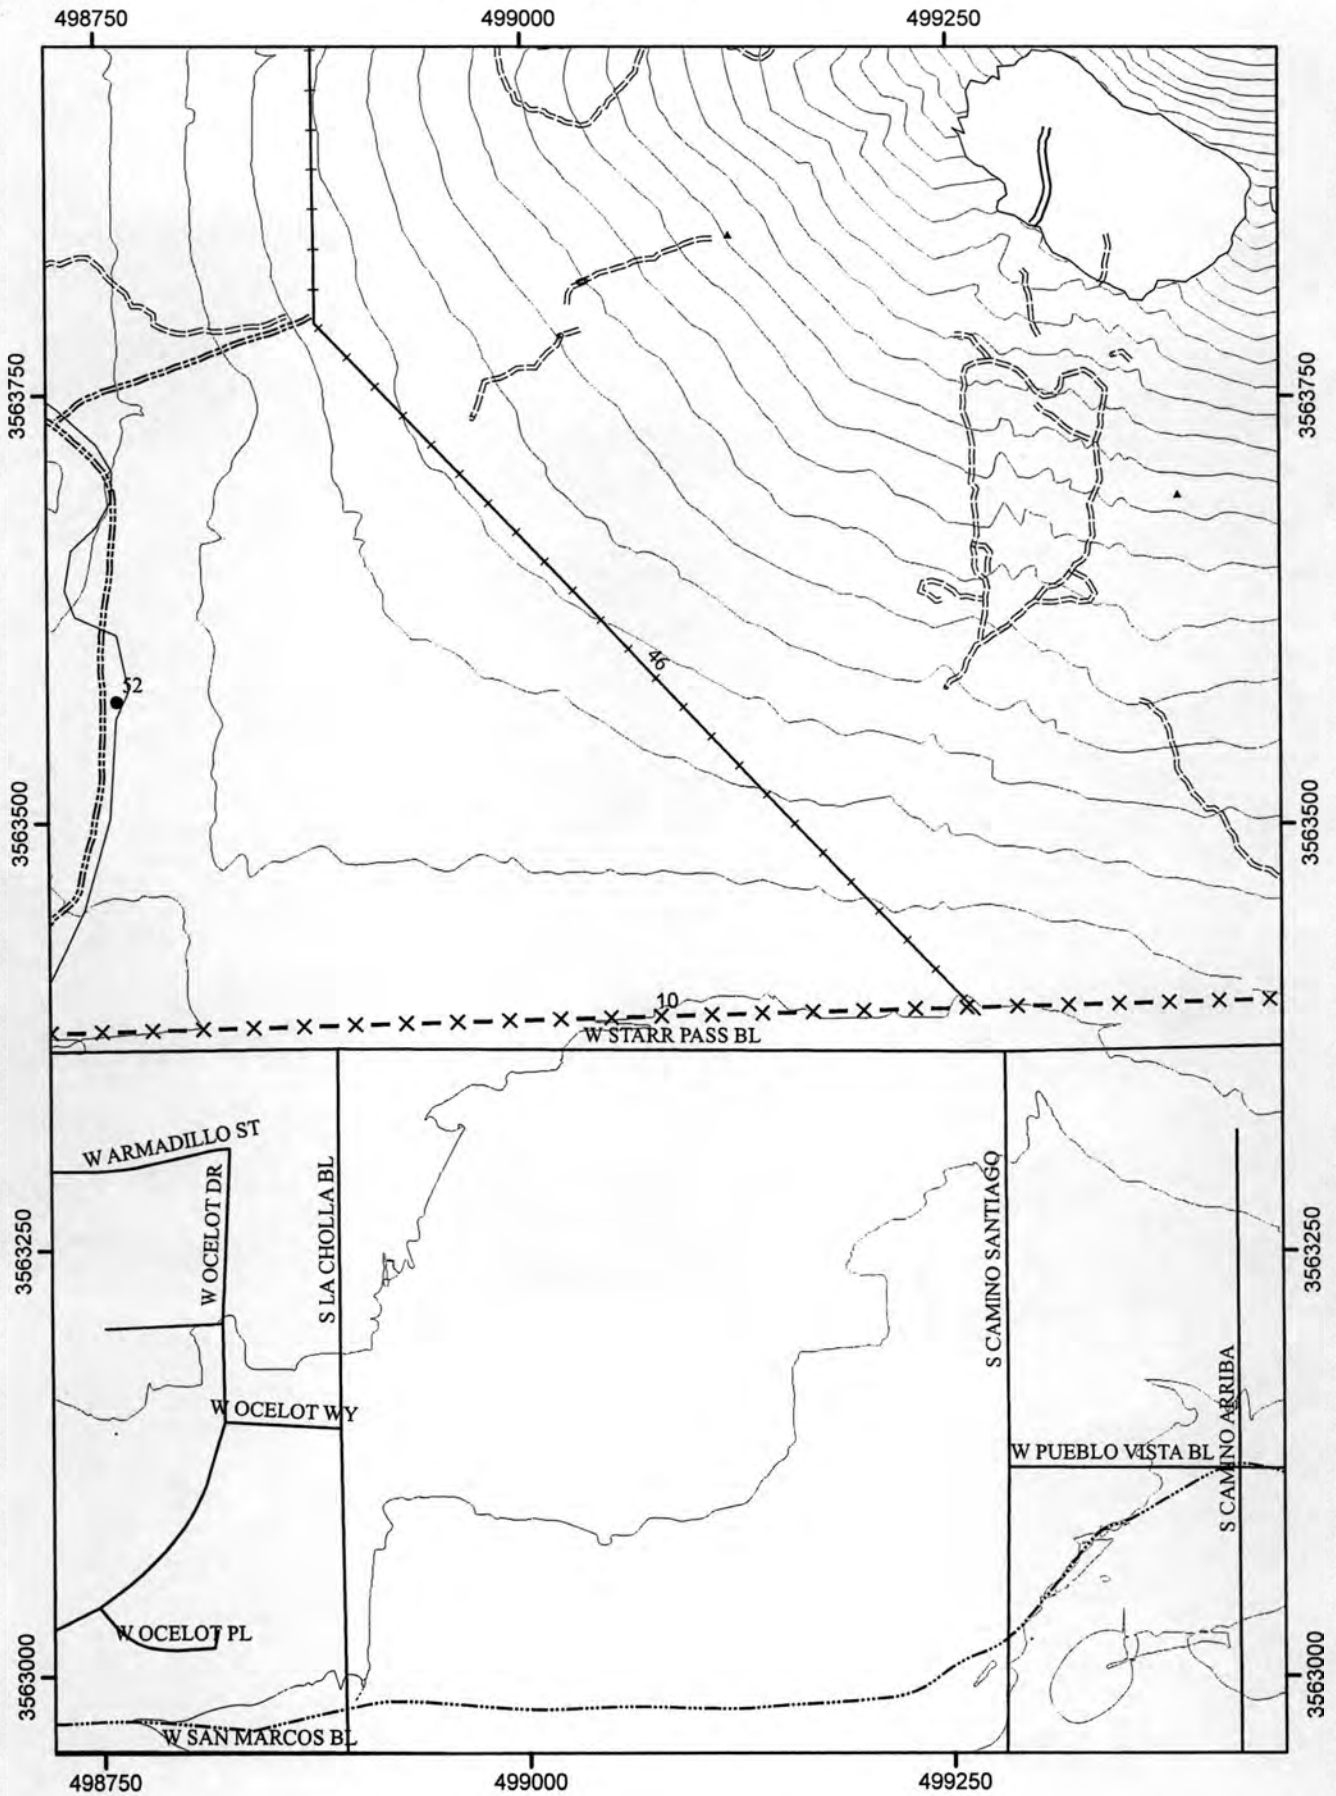 498750
499000
499250
3563750
3563750
46
52
3563500
3563500
10
W STARR PASS BL
W ARMADILLO ST
W OCELOT DR
S LA CHOLLA BL
S CAMINO SANTIAGO
3563250
3563250
S CAMINO ARRIBA
W OCELOT WY
W PUEBLO VISTA BL
W OCELOT PL
3563000
3563000
W SAN MARCOS BL
498750
499000
499250